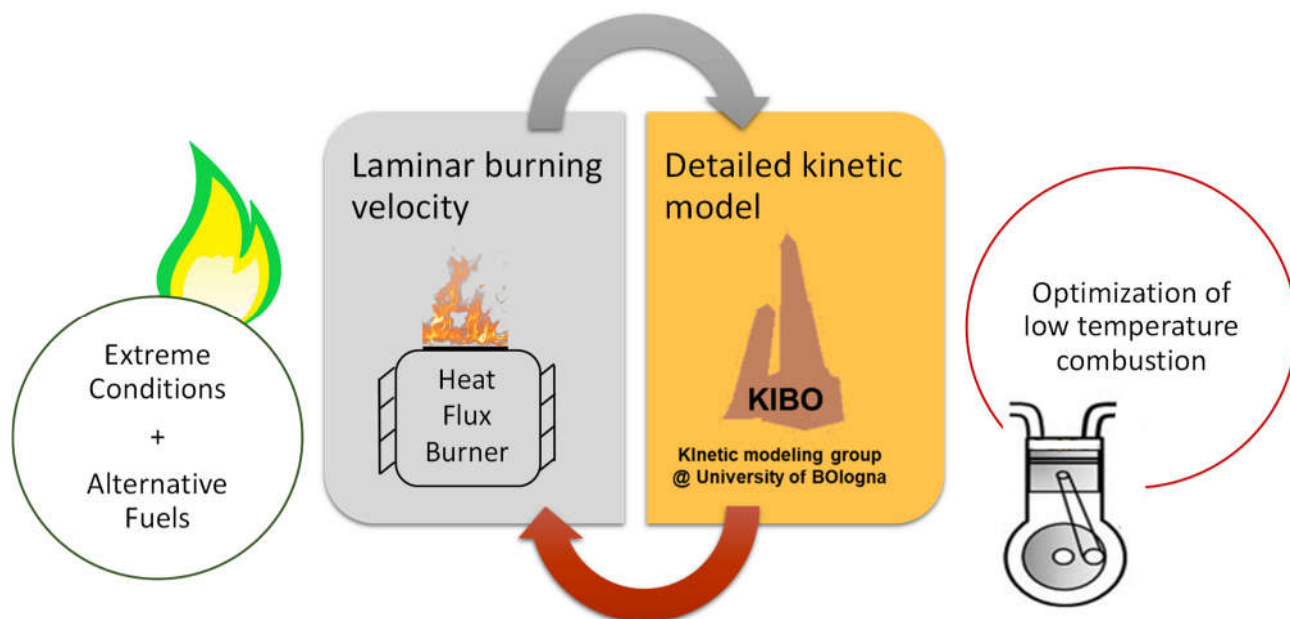 Extreme
Conditions
+
Alternative
Fuels
Laminar burning
velocity
Heat
Flux
Burner
Detailed kinetic
model
KIBO
KInetic modeling group
@ University of BOlogna
Optimization of
low temperature
combustion